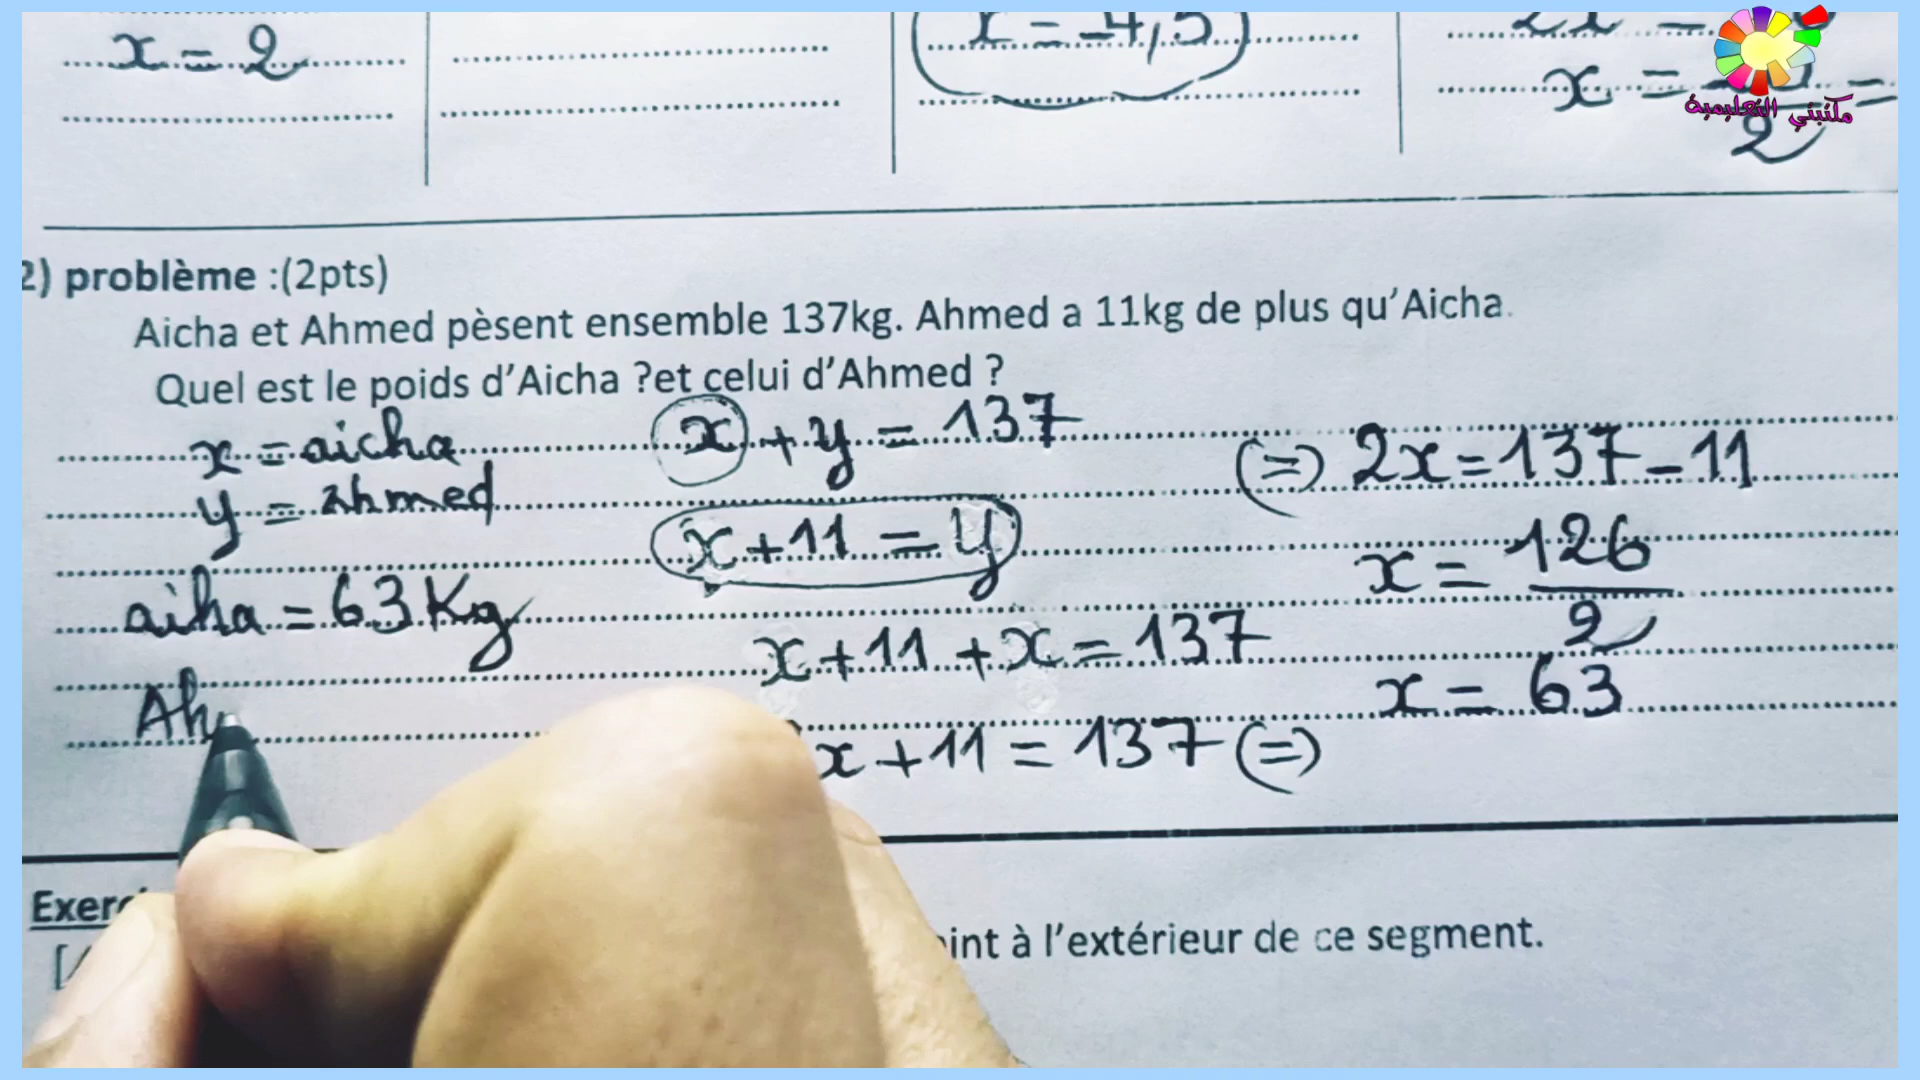 x = 2
x = -4,5
2x =
x =
2
مكتبتي التعليمية
2) problème :(2pts)
Aicha et Ahmed pèsent ensemble 137kg. Ahmed a 11kg de plus qu'Aicha.
Quel est le poids d'Aicha ?et celui d'Ahmed ?
x = aicha
y = Ahmed
aiha = 63 Kg
Ah
x + y = 137
x + 11 = y
x + 11 + x = 137
x + 11 = 137 (=)
(=) 2x = 137 - 11
x = 126
2
x = 63
int à l'extérieur de ce segment.